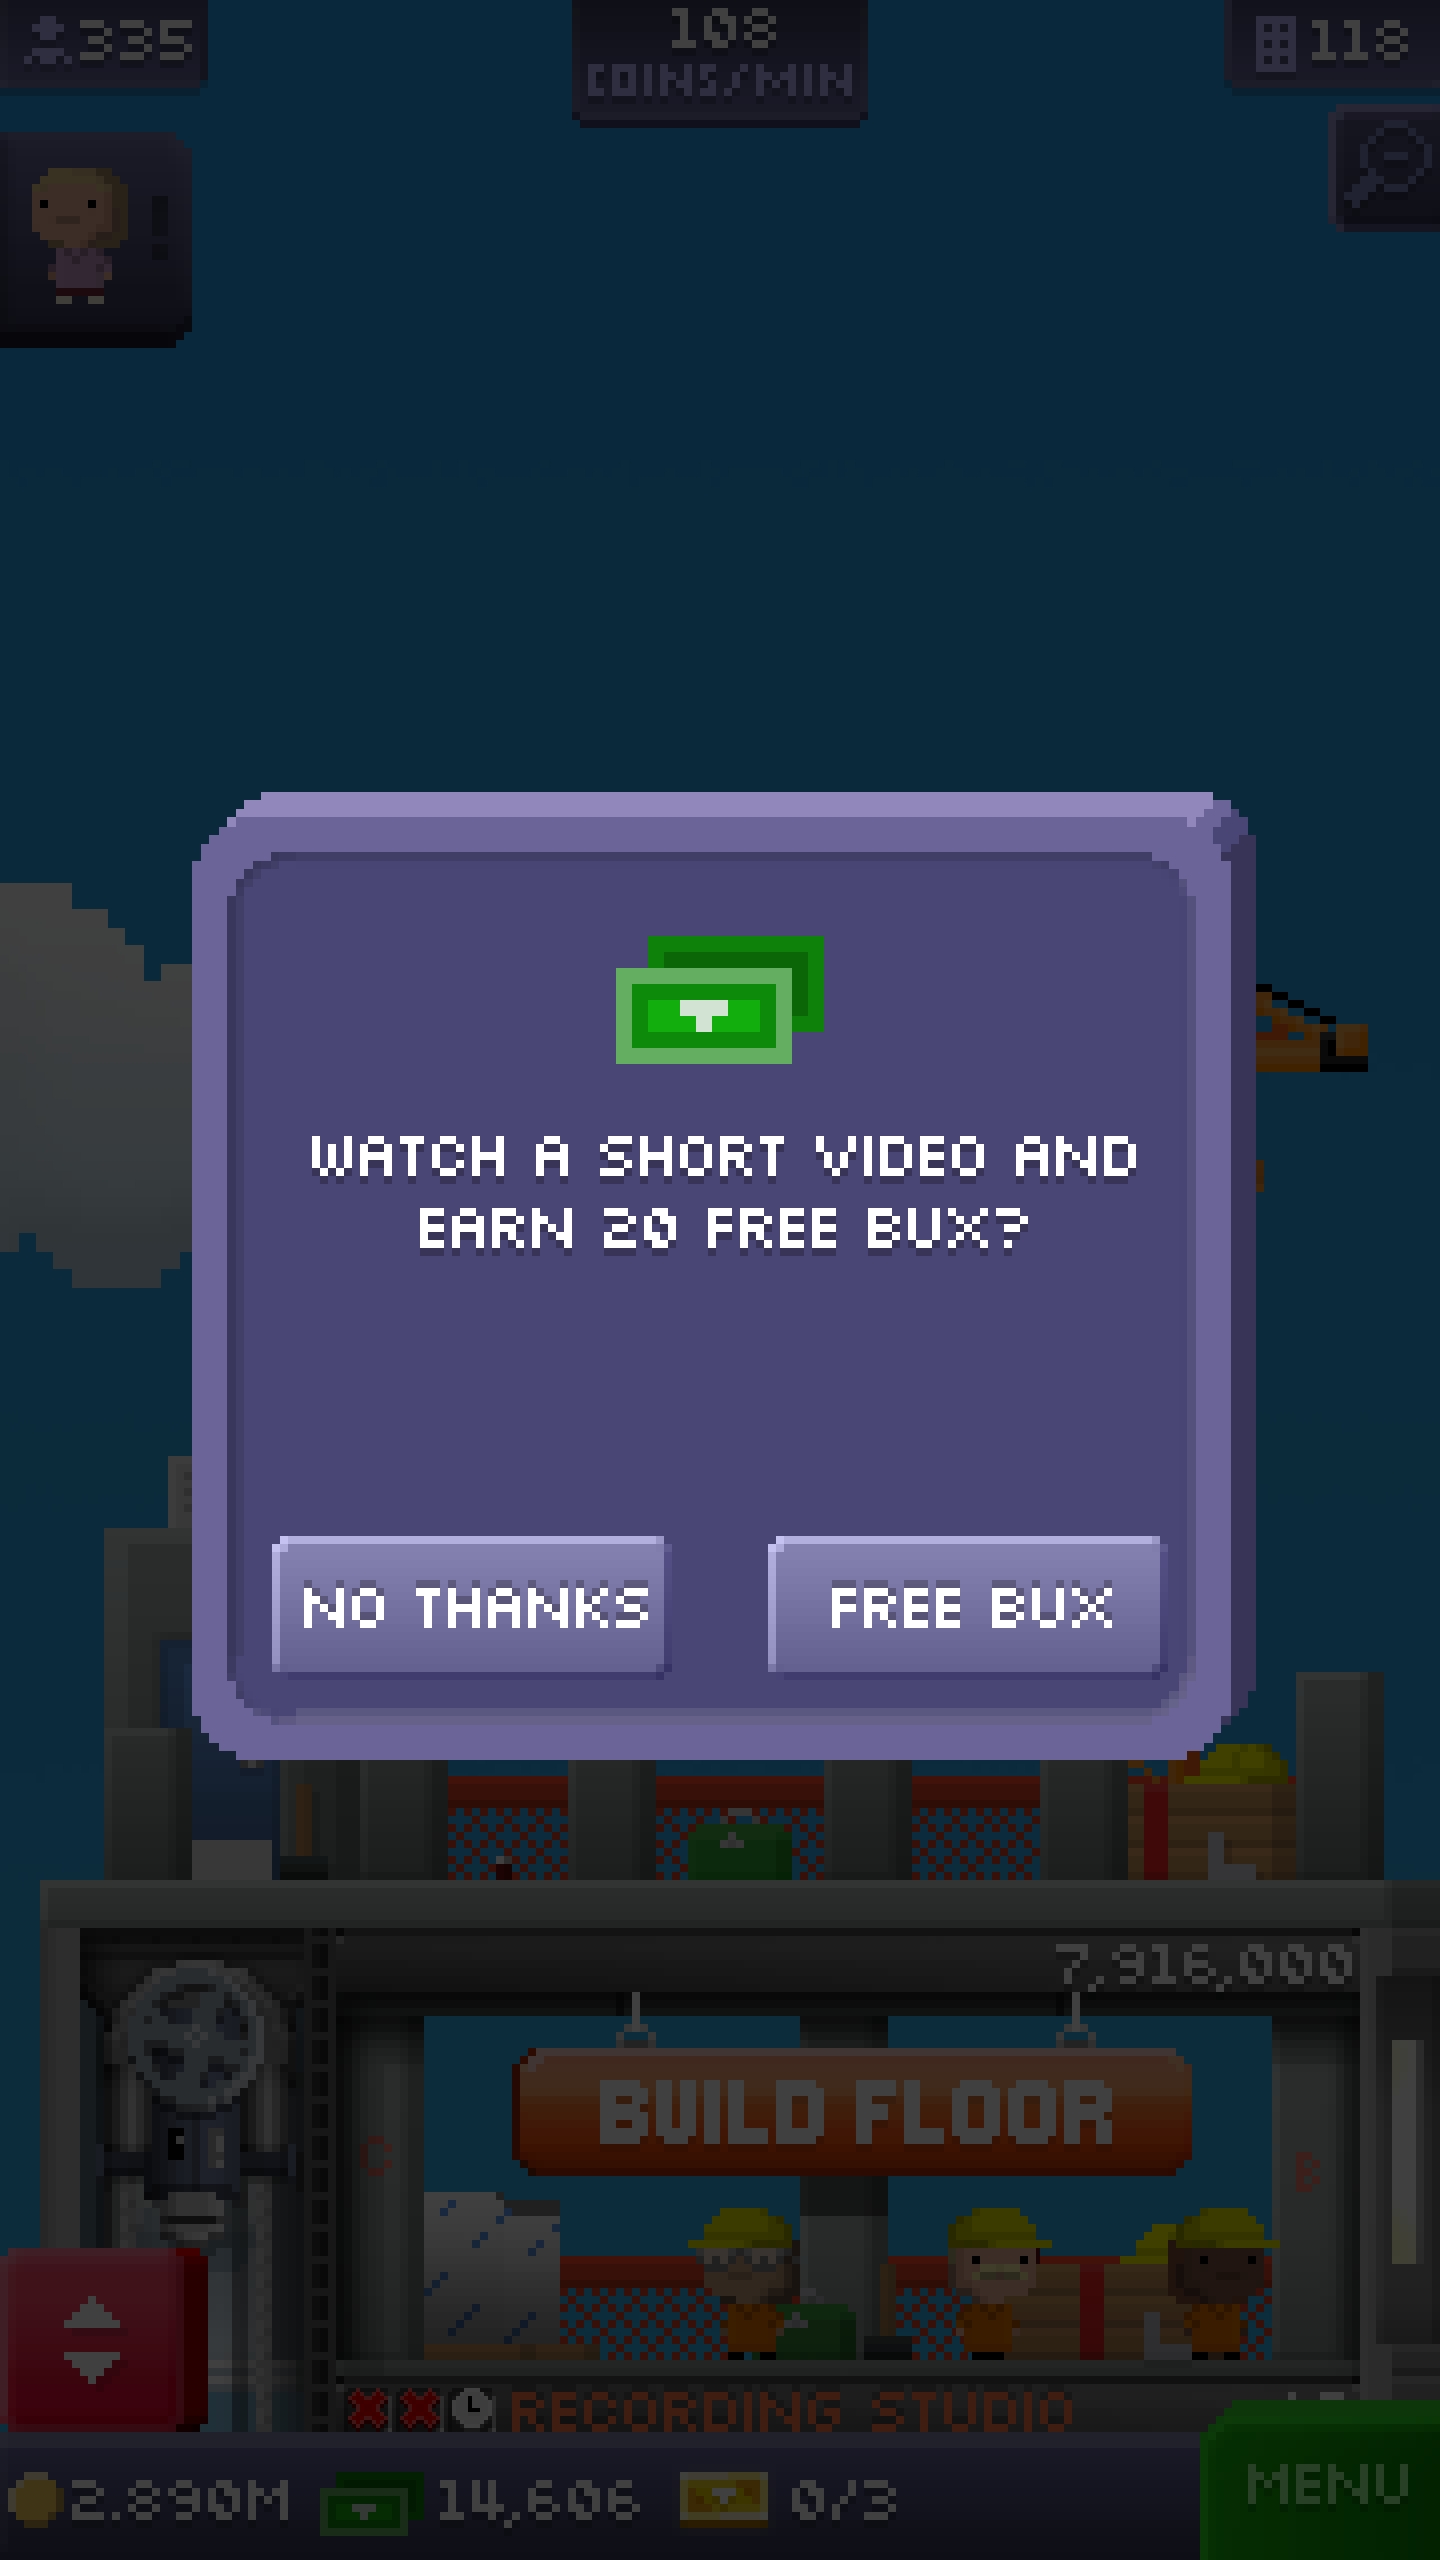 335
108
COINS/MIN
118
WATCH A SHORT VIDEO AND
EARN 20 FREE BUX?
NO THANKS
FREE BUX
7,916,000
BUILD FLOOR
C
B
RECORDING STUDIO
2.890M
14,606
0/3
MENU